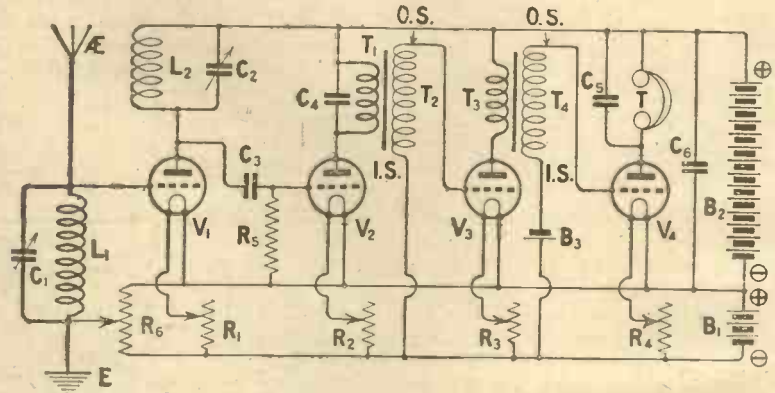 O.S. O.S.
Æ
L₂ C₂ T₁
C₄ T₂ T₃ T₄ C₅ T
⊕
I.S. I.S. C₆
C₃
V₁ V₂ V₃ V₄ B₂
L₁ C₁ R₅ B₃
⊖
⊕
R₆ R₁ R₂ R₃ R₄ B₁
E ⊖